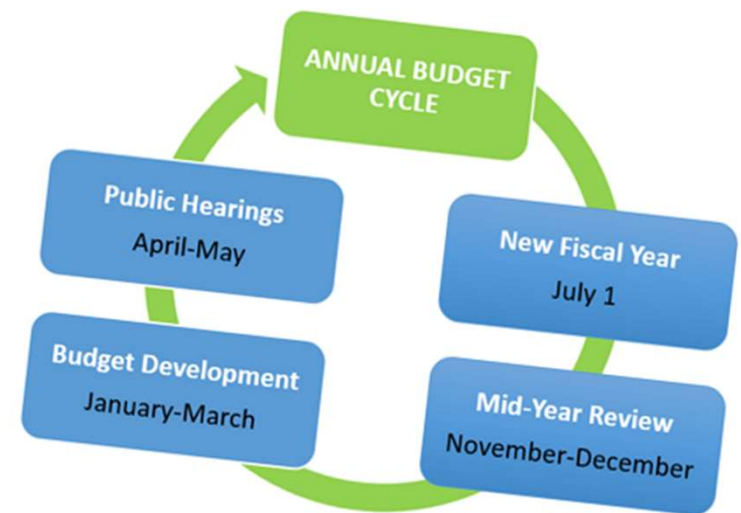 ANNUAL BUDGET
CYCLE
New Fiscal Year
July 1
Mid-Year Review
November-December
Budget Development
January-March
Public Hearings
April-May